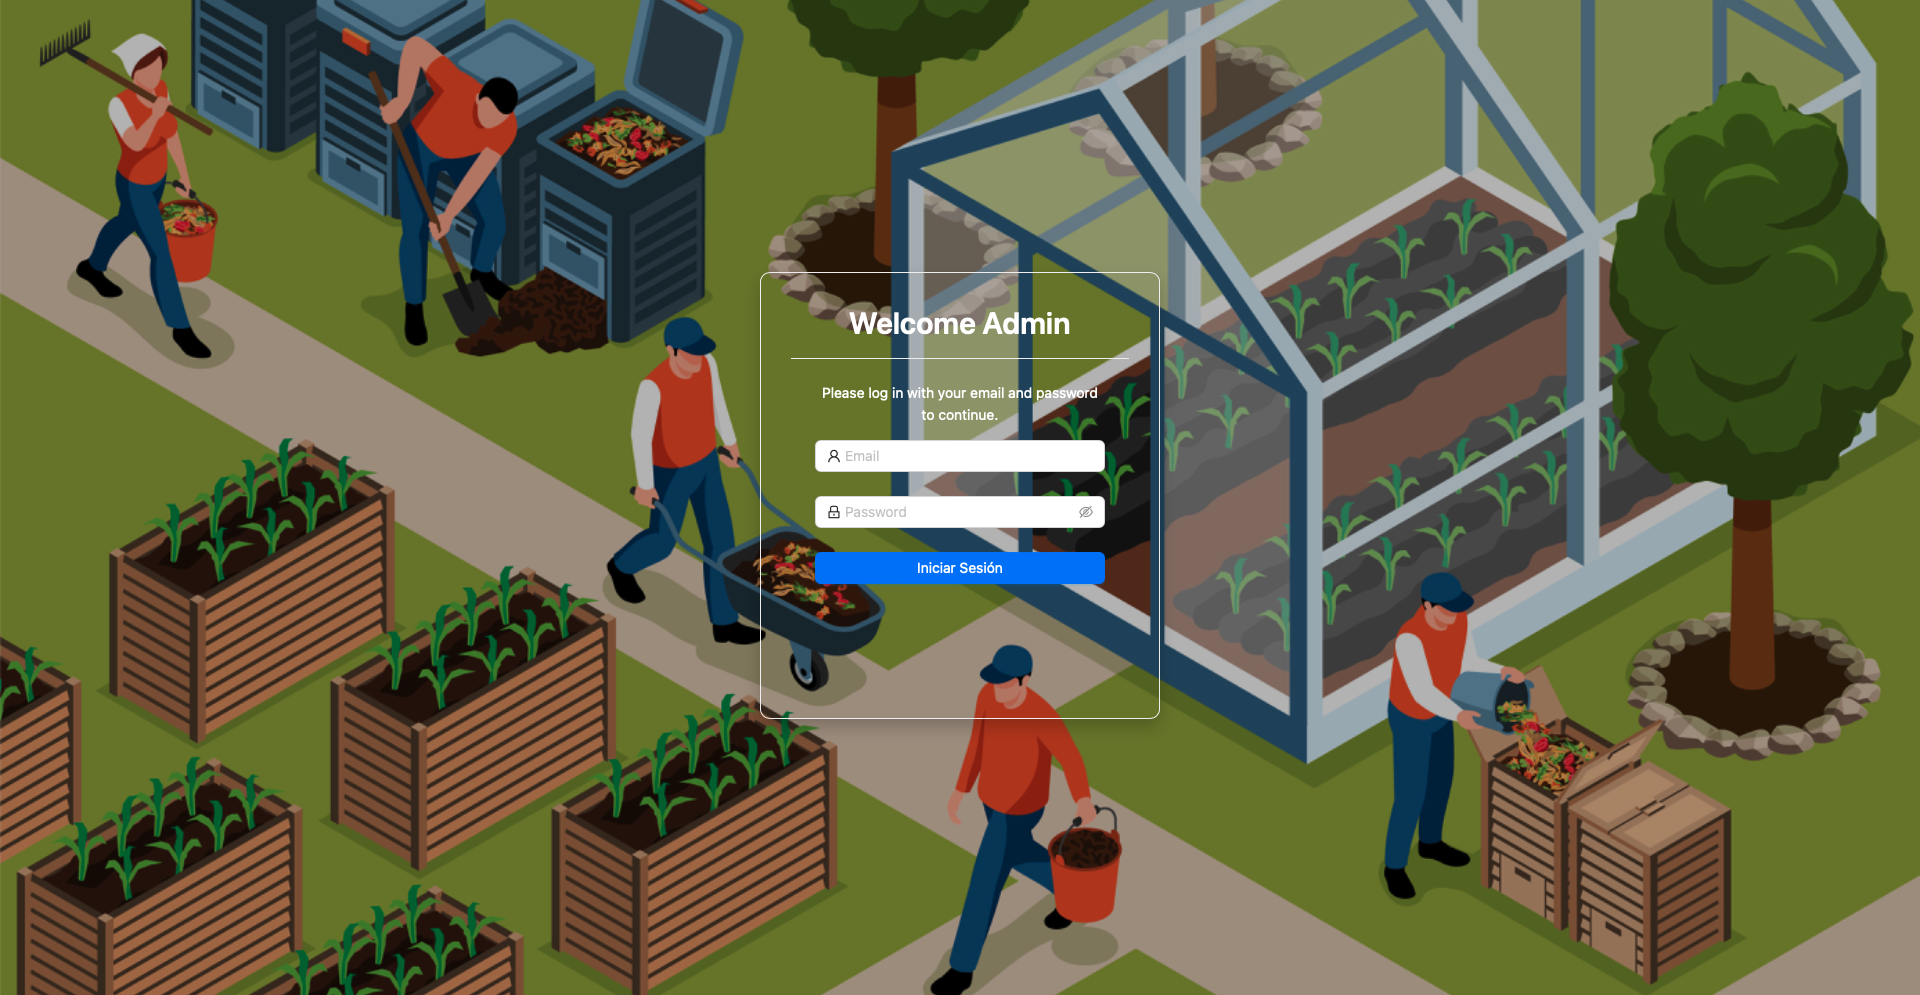 Welcome Admin
Please log in with your email and password
to continue.
Email
Password
Iniciar Sesión